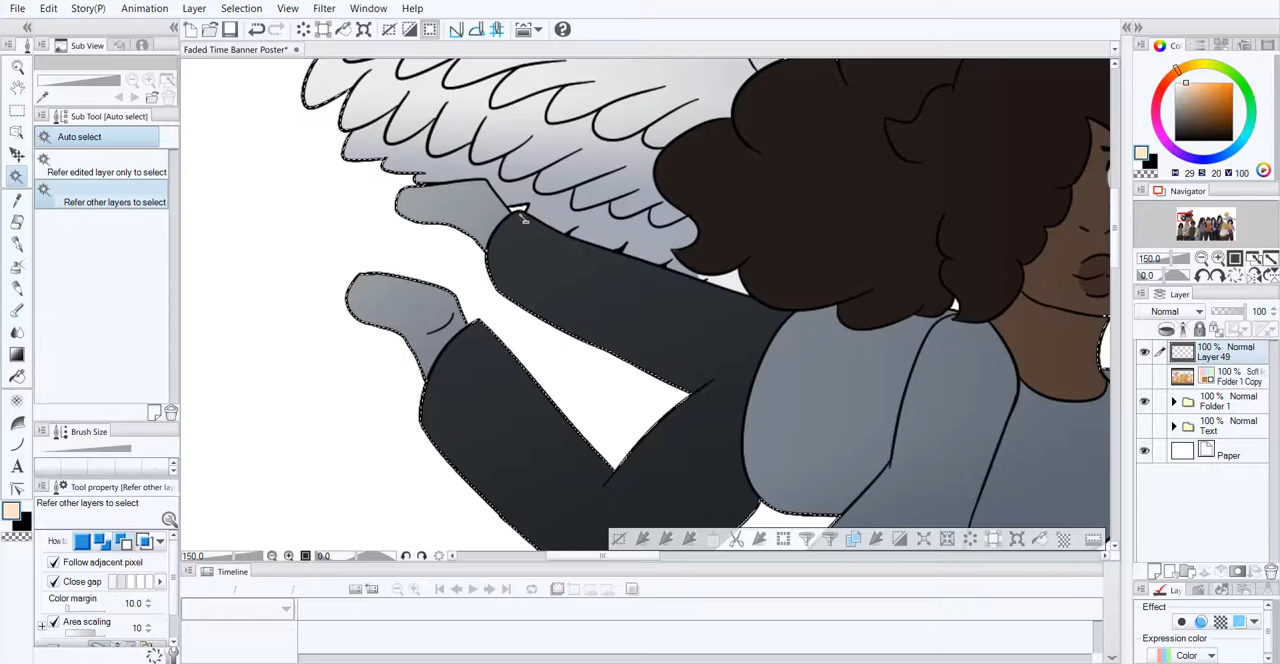 File Edit Story(P) Animation Layer Selection View Filter Window Help
Sub View
Faded Time Banner Poster*
Sub Tool [Auto select]
Auto select
Refer edited layer only to select
Refer other layers to select
Brush Size
Tool property [Refer other la
Refer other layers to select
How to
Follow adjacent pixel
Close gap
Color margin
10.0
Area scaling
10
150.0
0.0
Timeline
Co
H 29 S 20 V 100
Navigator
150.0
0.0
Layer
Normal
100
100 % Normal
Layer 49
100 % Soft li
Folder 1 Copy
100 % Normal
Folder 1
100 % Normal
Text
Paper
Lay
Effect
Expression color
Color